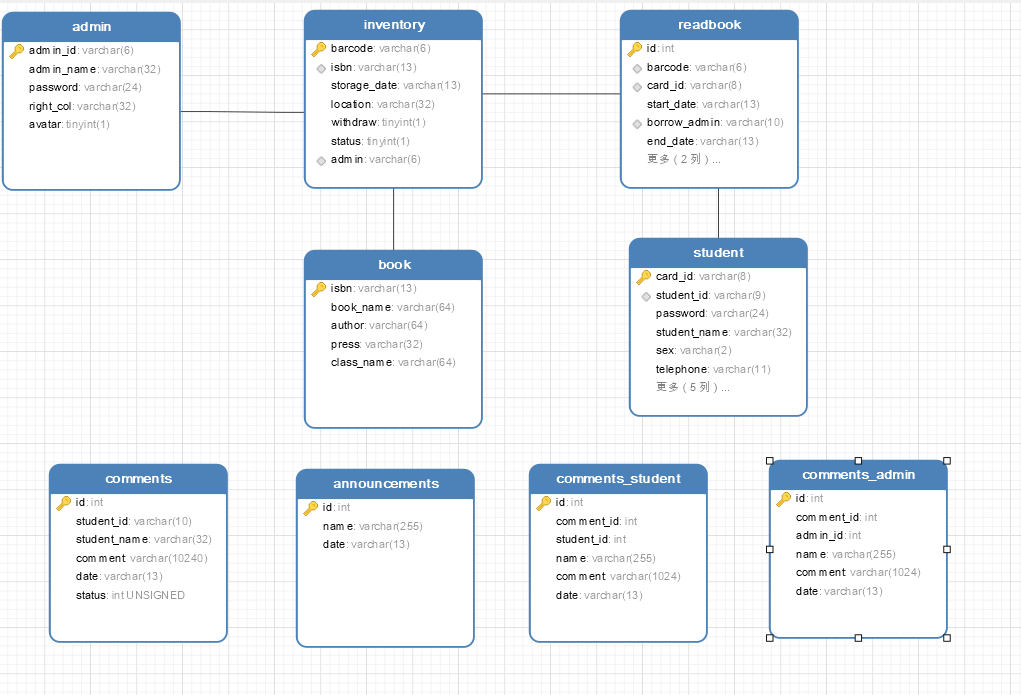 admin
admin_id: varchar(6)
admin_name: varchar(32)
password: varchar(24)
right_col: varchar(32)
avatar: tinyint(1)
inventory
barcode: varchar(6)
isbn: varchar(13)
storage_date: varchar(13)
location: varchar(32)
withdraw: tinyint(1)
status: tinyint(1)
admin: varchar(6)
readbook
id: int
barcode: varchar(6)
card_id: varchar(8)
start_date: varchar(13)
borrow_admin: varchar(10)
end_date: varchar(13)
更多 ( 2 列 ) ...
book
isbn: varchar(13)
book_name: varchar(64)
author: varchar(64)
press: varchar(32)
class_name: varchar(64)
student
card_id: varchar(8)
student_id: varchar(9)
password: varchar(24)
student_name: varchar(32)
sex: varchar(2)
telephone: varchar(11)
更多 ( 5 列 ) ...
comments
id: int
student_id: varchar(10)
student_name: varchar(32)
comment: varchar(10240)
date: varchar(13)
status: int UNSIGNED
announcements
id: int
name: varchar(255)
date: varchar(13)
comments_student
id: int
comment_id: int
student_id: int
name: varchar(255)
comment: varchar(1024)
date: varchar(13)
comments_admin
id: int
comment_id: int
admin_id: int
name: varchar(255)
comment: varchar(1024)
date: varchar(13)